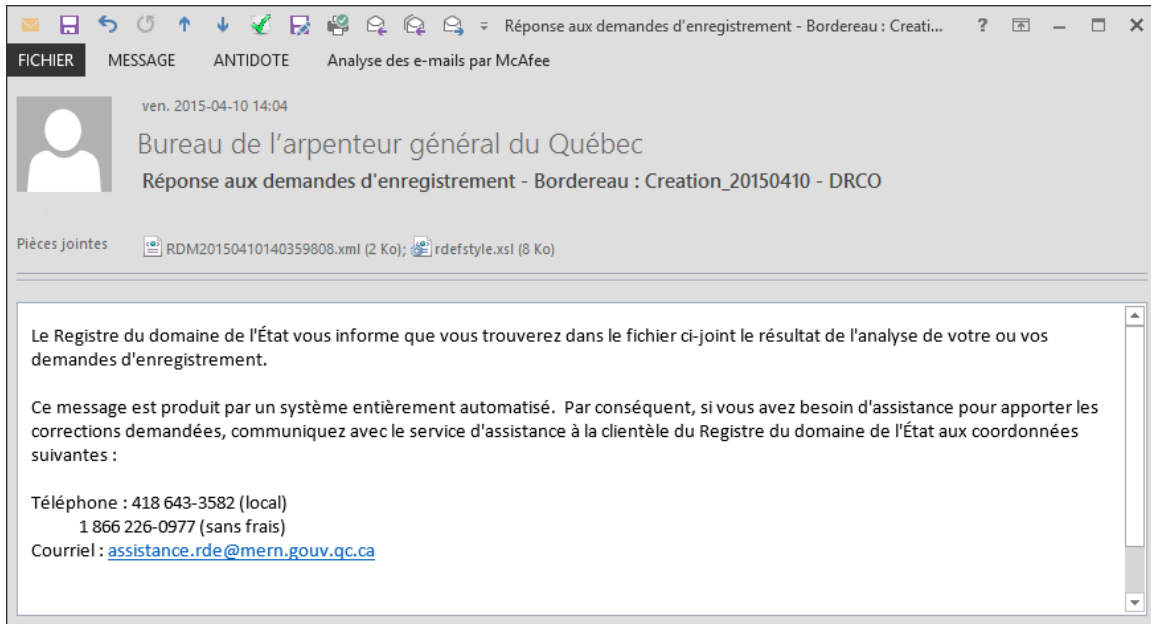 Réponse aux demandes d'enregistrement - Bordereau : Creati...
FICHIER MESSAGE ANTIDOTE Analyse des e-mails par McAfee
ven. 2015-04-10 14:04
Bureau de l'arpenteur général du Québec
Réponse aux demandes d'enregistrement - Bordereau : Creation_20150410 - DRCO
Pièces jointes RDM20150410140359808.xml (2 Ko); rdefstyle.xsl (8 Ko)
Le Registre du domaine de l'État vous informe que vous trouverez dans le fichier ci-joint le résultat de l'analyse de votre ou vos
demandes d'enregistrement.
Ce message est produit par un système entièrement automatisé. Par conséquent, si vous avez besoin d'assistance pour apporter les
corrections demandées, communiquez avec le service d'assistance à la clientèle du Registre du domaine de l'État aux coordonnées
suivantes :
Téléphone : 418 643-3582 (local)
1 866 226-0977 (sans frais)
Courriel : assistance.rde@mern.gouv.qc.ca